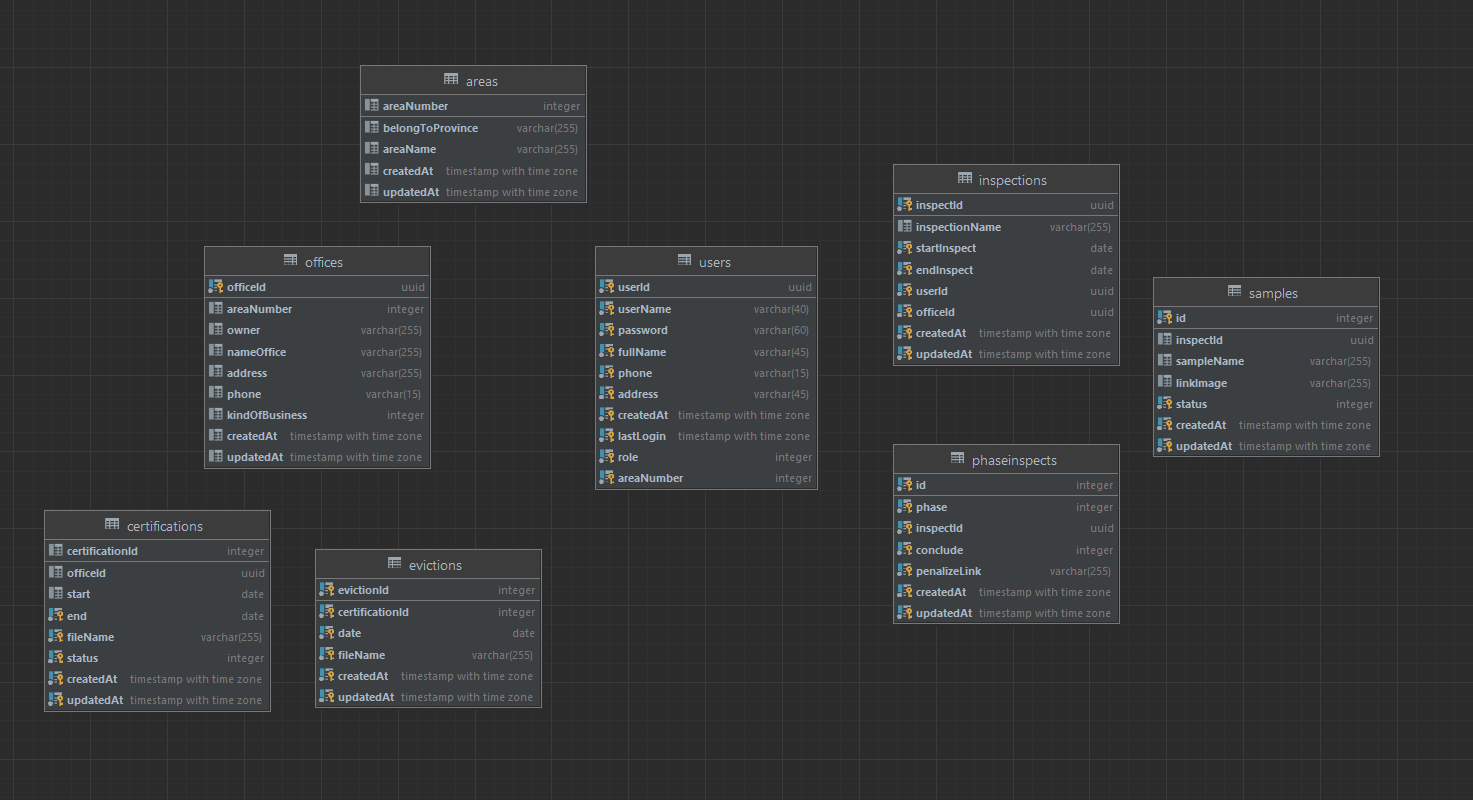 areas
areaNumber integer
belongToProvince varchar(255)
areaName varchar(255)
createdAt timestamp with time zone
updatedAt timestamp with time zone
offices
officeId uuid
areaNumber integer
owner varchar(255)
nameOffice varchar(255)
address varchar(255)
phone varchar(15)
kindOfBusiness integer
createdAt timestamp with time zone
updatedAt timestamp with time zone
users
userId uuid
userName varchar(40)
password varchar(60)
fullName varchar(45)
phone varchar(15)
address varchar(45)
createdAt timestamp with time zone
lastLogin timestamp with time zone
role integer
areaNumber integer
inspections
inspectId uuid
inspectionName varchar(255)
startInspect date
endInspect date
userId uuid
officeId uuid
createdAt timestamp with time zone
updatedAt timestamp with time zone
samples
id integer
inspectId uuid
sampleName varchar(255)
linkImage varchar(255)
status integer
createdAt timestamp with time zone
updatedAt timestamp with time zone
phaseinspects
id integer
phase integer
inspectId uuid
conclude integer
penalizeLink varchar(255)
createdAt timestamp with time zone
updatedAt timestamp with time zone
certifications
certificationId integer
officeId uuid
start date
end date
fileName varchar(255)
status integer
createdAt timestamp with time zone
updatedAt timestamp with time zone
evictions
evictionId integer
certificationId integer
date date
fileName varchar(255)
createdAt timestamp with time zone
updatedAt timestamp with time zone